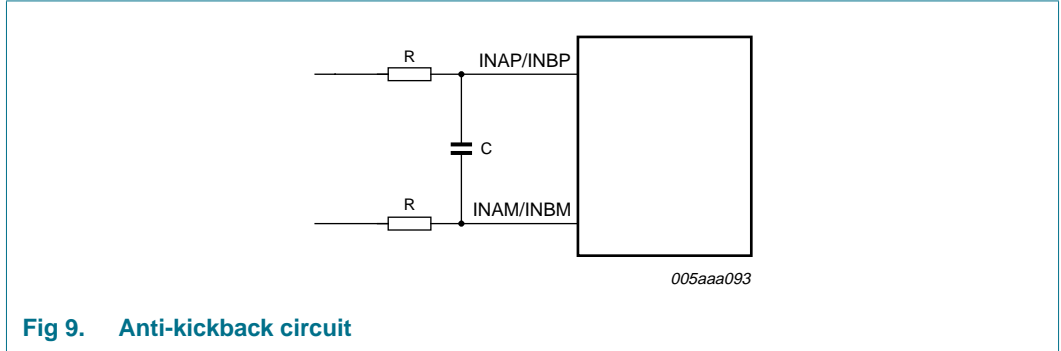 R
INAP/INBP
C
R
INAM/INBM
005aaa093
Fig 9. Anti-kickback circuit